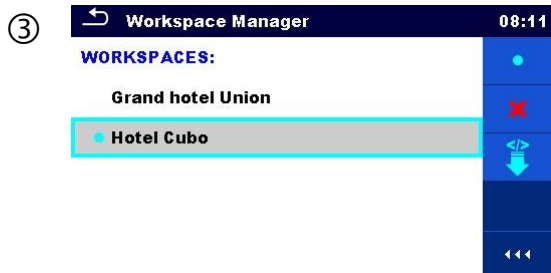 ③
Workspace Manager 08:11
WORKSPACES:
Grand hotel Union
Hotel Cubo
</>